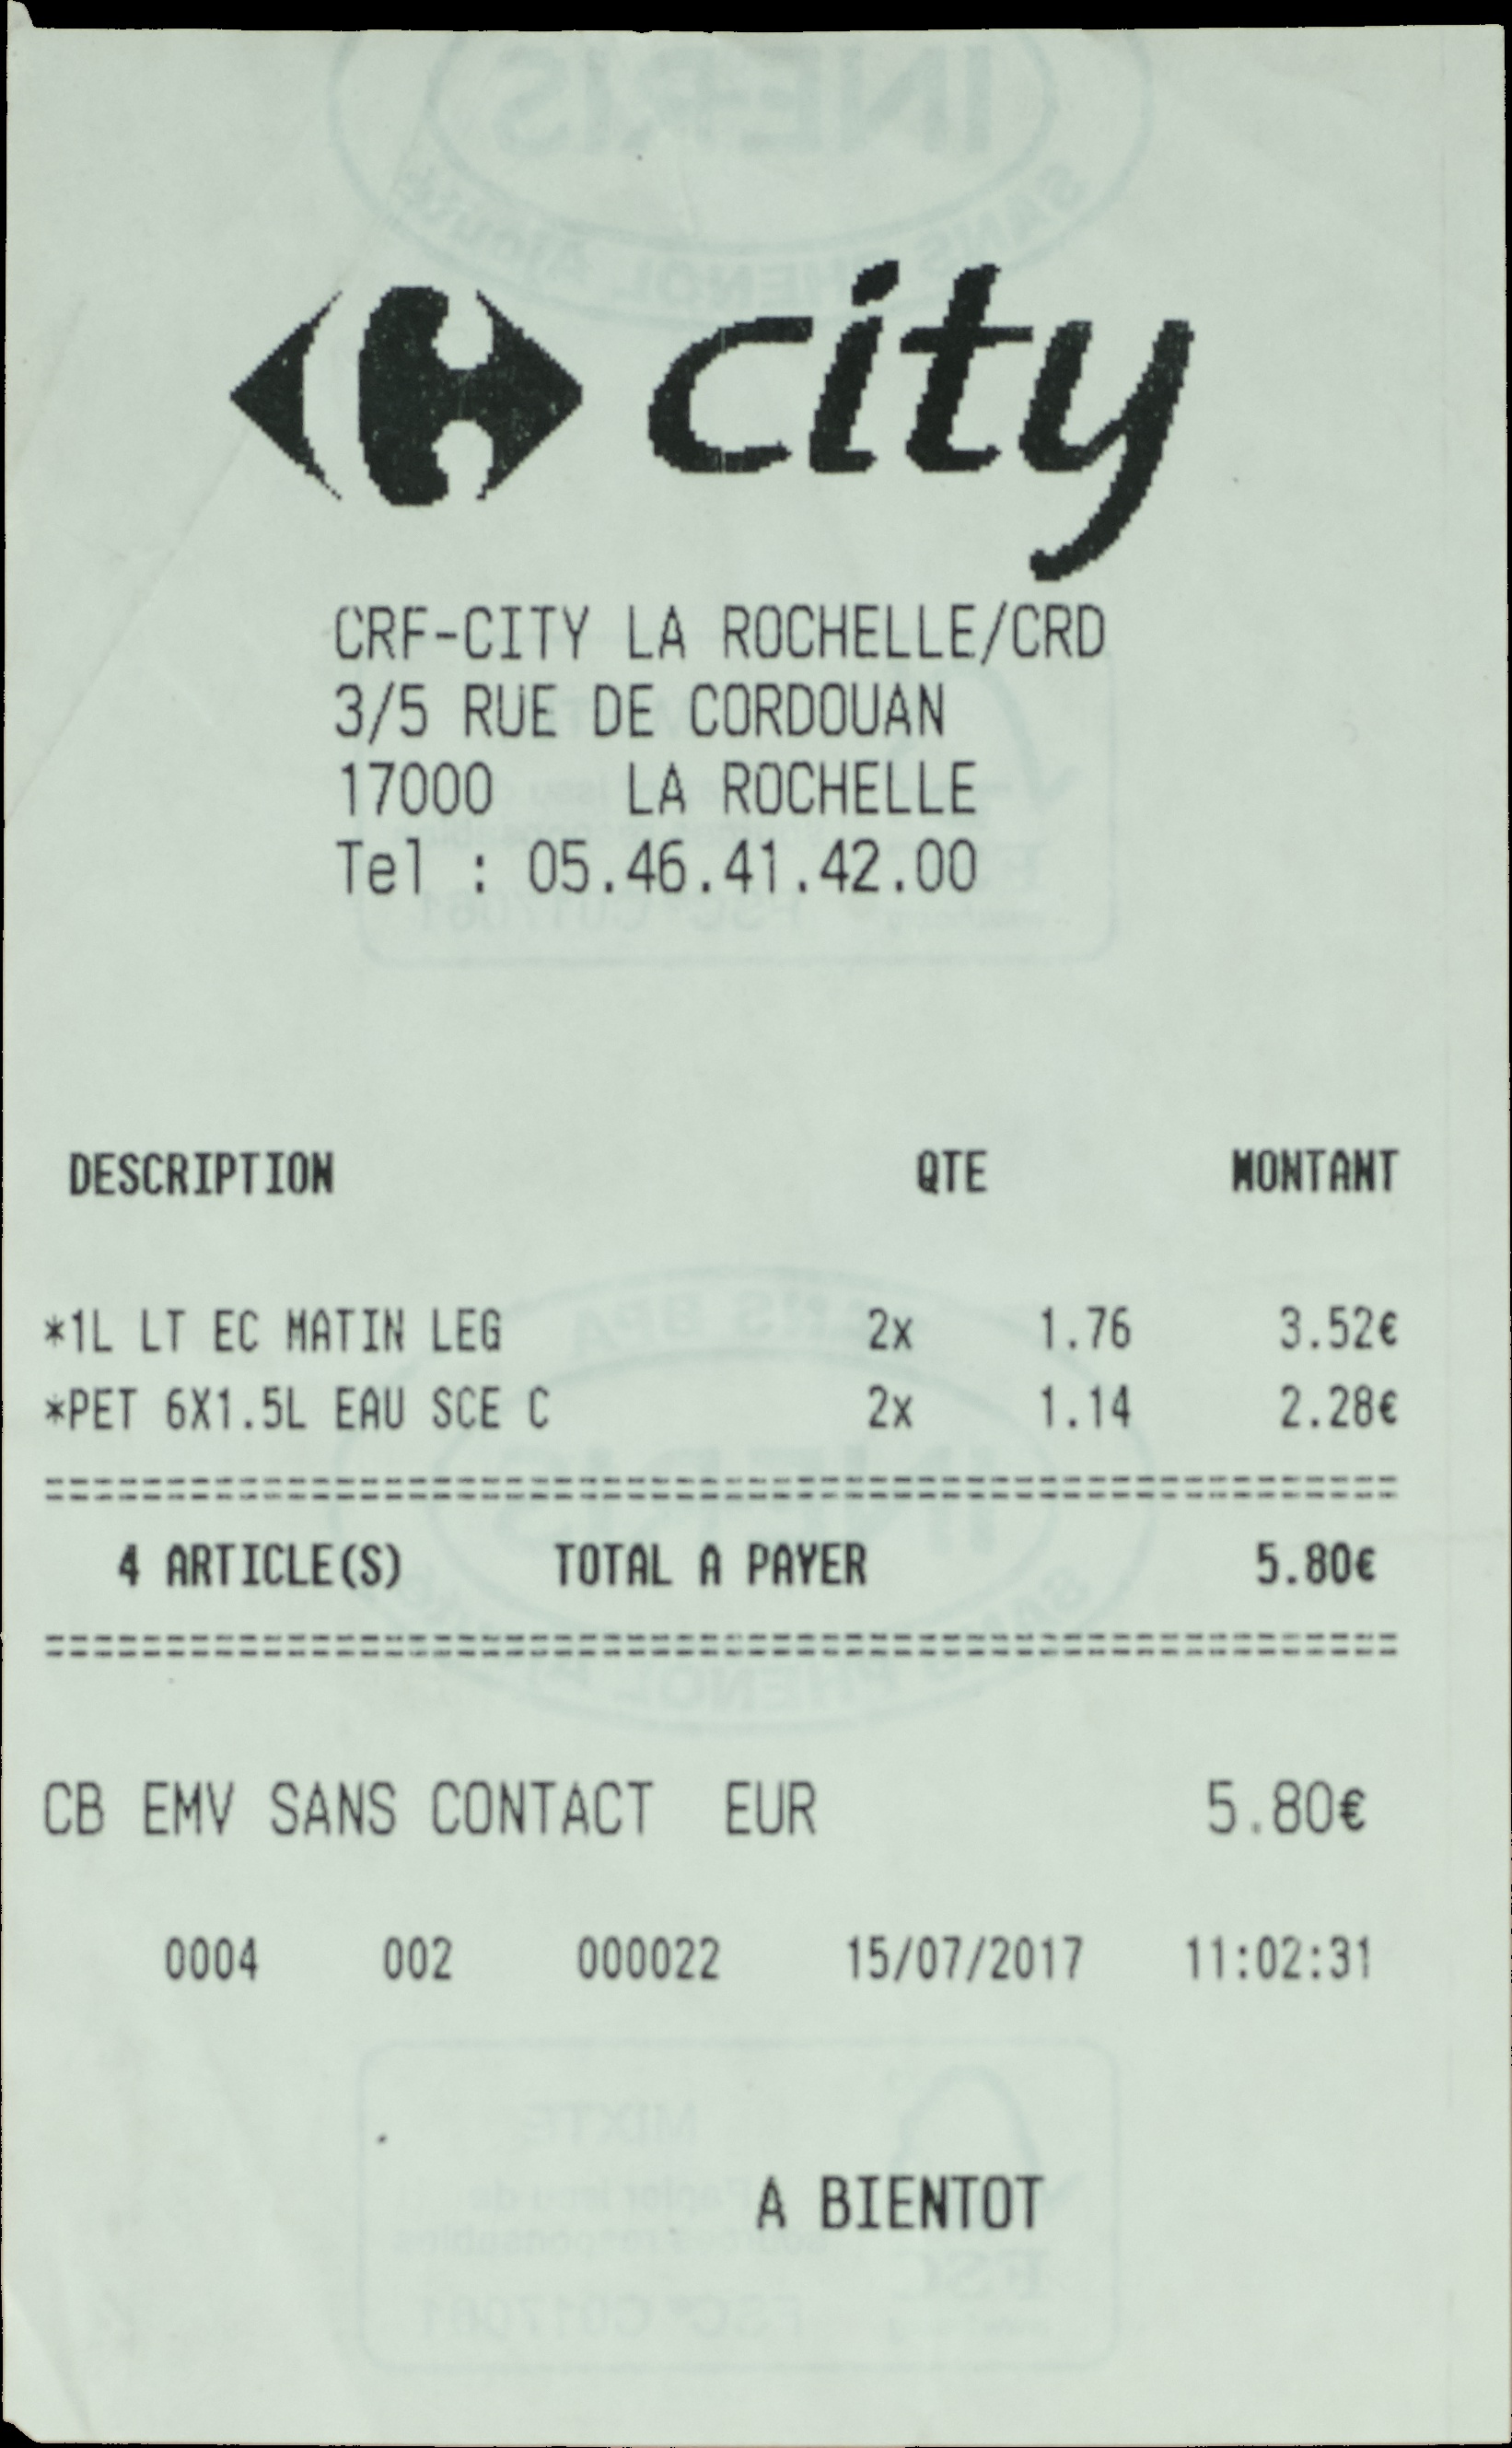 city
CRF-CITY LA ROCHELLE/CRD
3/5 RUE DE CORDOUAN
17000 LA ROCHELLE
Tel : 05.46.41.42.00
DESCRIPTION QTE MONTANT
*1L LT EC MATIN LEG 2x 1.76 3.52€
*PET 6X1.5L EAU SCE C 2x 1.14 2.28€
========================================================
4 ARTICLE(S) TOTAL A PAYER 5.80€
========================================================
CB EMV SANS CONTACT EUR 5.80€
0004 002 000022 15/07/2017 11:02:31
A BIENTOT